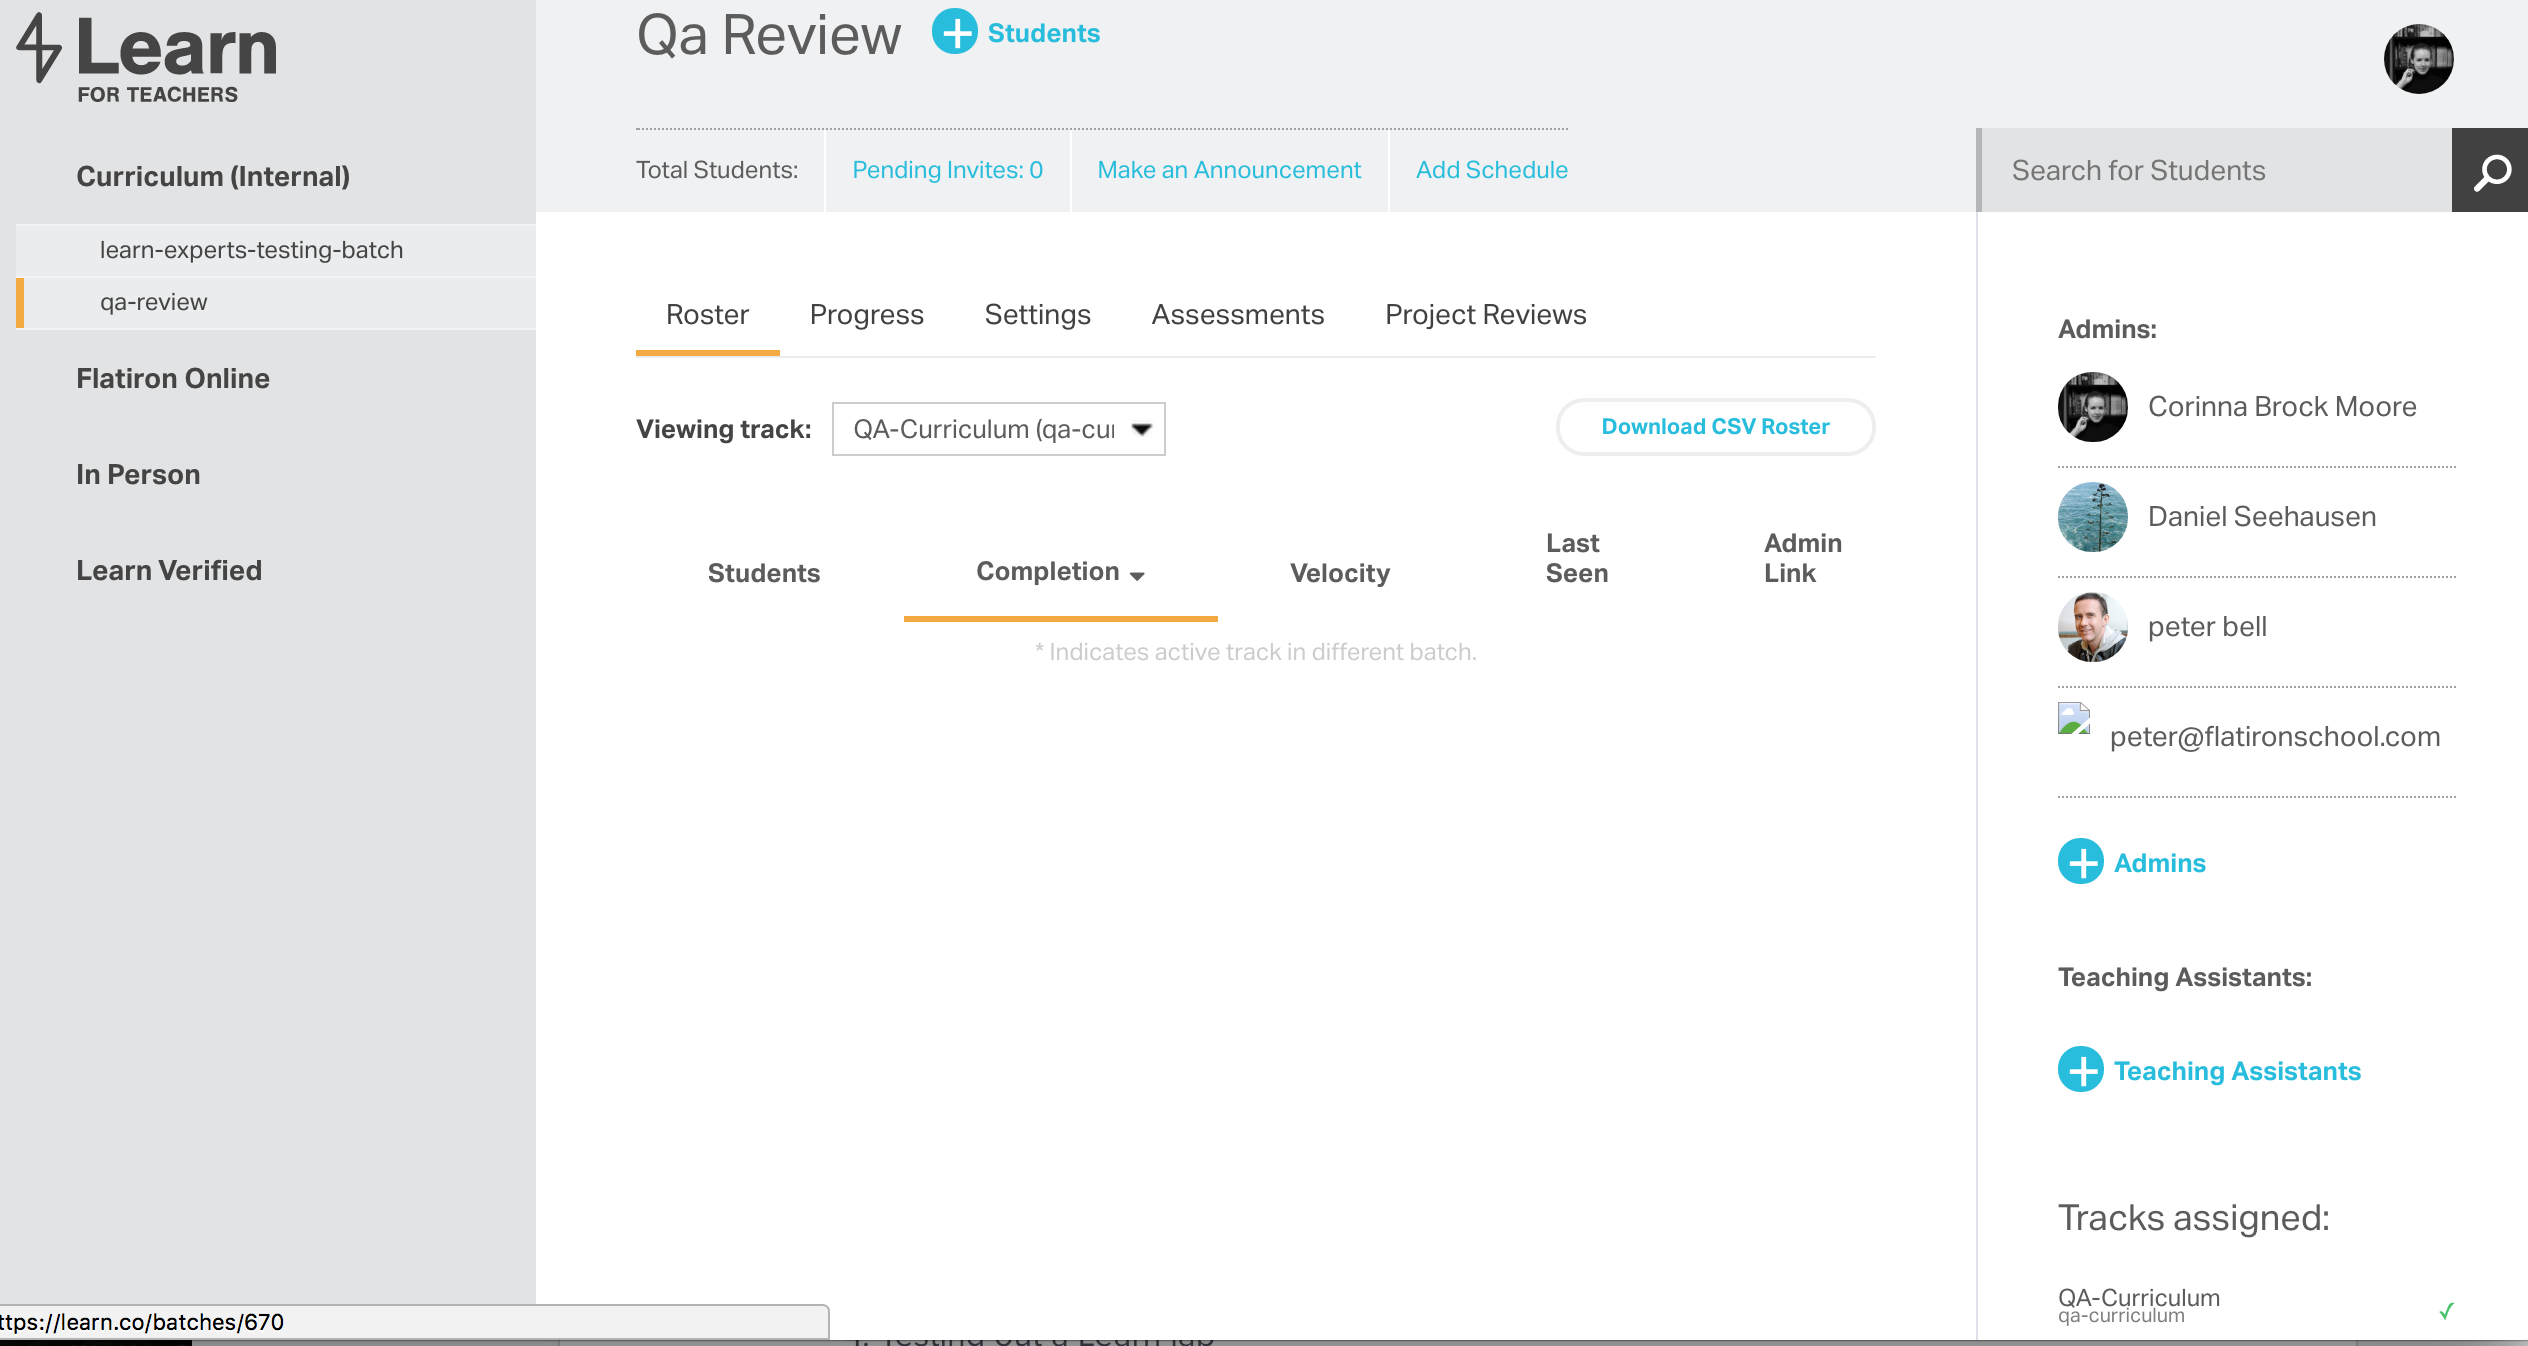 Learn
FOR TEACHERS
Curriculum (Internal)
learn-experts-testing-batch
qa-review
Flatiron Online
In Person
Learn Verified
Qa Review
Students
Total Students:
Pending Invites: 0
Make an Announcement
Add Schedule
Search for Students
Roster
Progress
Settings
Assessments
Project Reviews
Viewing track:
QA-Curriculum (qa-cur
Download CSV Roster
Students
Completion
Velocity
Last
Seen
Admin
Link
* Indicates active track in different batch.
Admins:
Corinna Brock Moore
Daniel Seehausen
peter bell
peter@flatironschool.com
Admins
Teaching Assistants:
Teaching Assistants
Tracks assigned:
QA-Curriculum
qa-curriculum
ttps://learn.co/batches/670